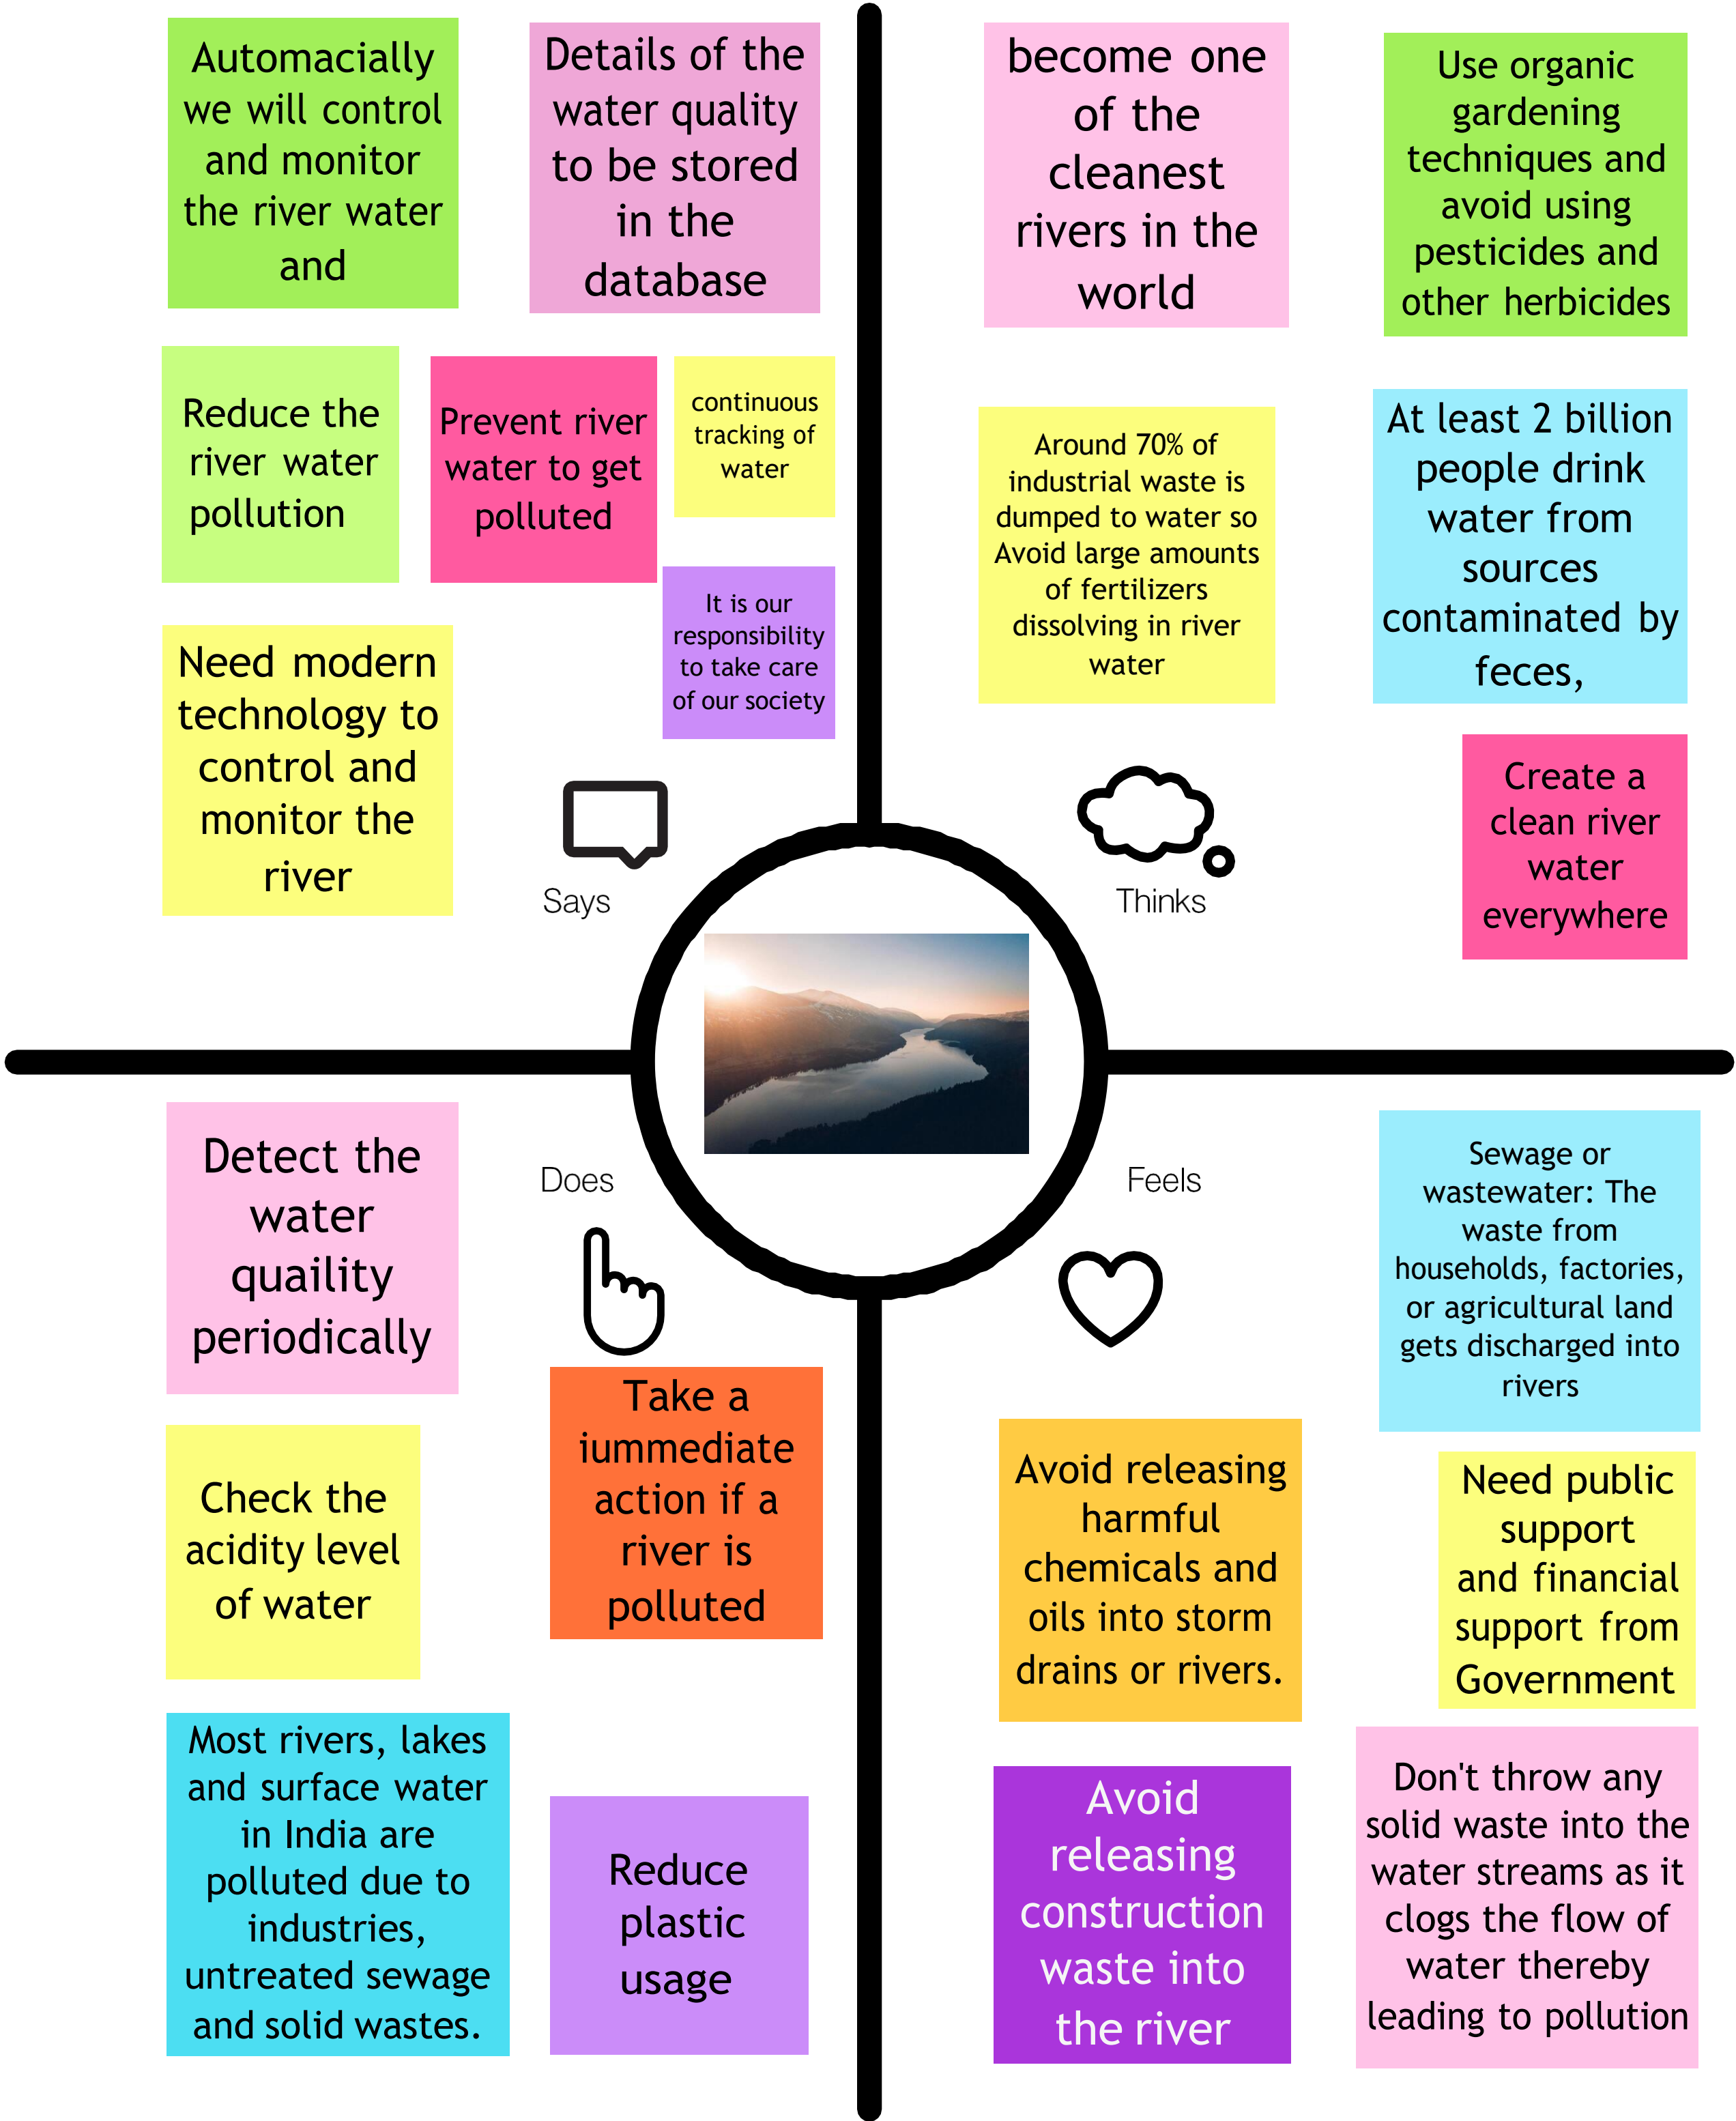 Automacially
we will control
and monitor
the river water
and
Details of the
water quality
to be stored
in the
database
Reduce the
river water
pollution
Prevent river
water to get
polluted
continuous
tracking of
water
It is our
responsibility
to take care
of our society
Need modern
technology to
control and
monitor the
river
Says
become one
of the
cleanest
rivers in the
world
Use organic
gardening
techniques and
avoid using
pesticides and
other herbicides
Around 70% of
industrial waste is
dumped to water so
Avoid large amounts
of fertilizers
dissolving in river
water
At least 2 billion
people drink
water from
sources
contaminated by
feces,
Create a
clean river
water
everywhere
Thinks
Detect the
water
quaility
periodically
Does
Take a
iummediate
action if a
river is
polluted
Check the
acidity level
of water
Most rivers, lakes
and surface water
in India are
polluted due to
industries,
untreated sewage
and solid wastes.
Reduce
plastic
usage
Feels
Sewage or
wastewater: The
waste from
households, factories,
or agricultural land
gets discharged into
rivers
Avoid releasing
harmful
chemicals and
oils into storm
drains or rivers.
Need public
support
and financial
support from
Government
Avoid
releasing
construction
waste into
the river
Don't throw any
solid waste into the
water streams as it
clogs the flow of
water thereby
leading to pollution